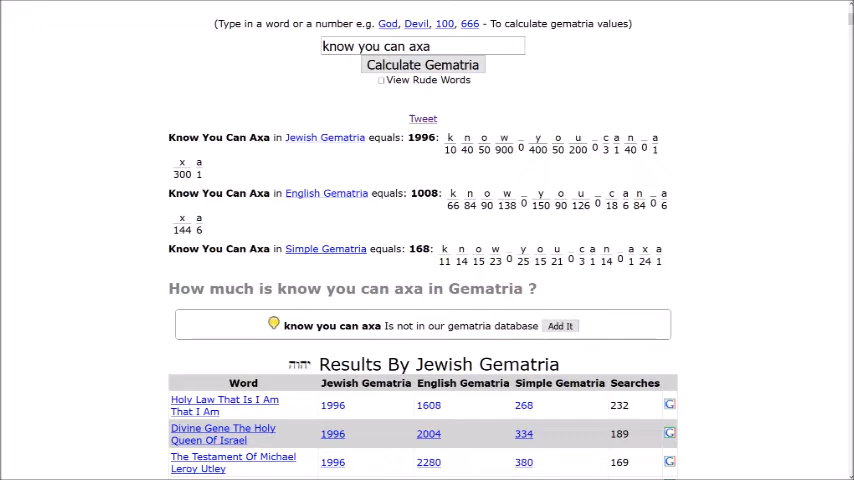 (Type in a word or a number e.g. God, Devil, 100, 666 - To calculate gematria values)
know you can axa
Calculate Gematria
View Rude Words
Tweet
Know You Can Axa in Jewish Gematria equals: 1996: k n o w _ y o u _ c a n _ a
10 40 50 900 0 400 50 200 0 3 1 40 0 1
x a
300 1
Know You Can Axa in English Gematria equals: 1008: k n o w _ y o u _ c a n _ a
66 84 90 138 0 150 90 126 0 18 6 84 0 6
x a
144 6
Know You Can Axa in Simple Gematria equals: 168: k n o w _ y o u _ c a n _ a x a
11 14 15 23 0 25 15 21 0 3 1 14 0 1 24 1
How much is know you can axa in Gematria ?
know you can axa Is not in our gematria database Add It
יהוה Results By Jewish Gematria
Word Jewish Gematria English Gematria Simple Gematria Searches
Holy Law That Is I Am
That I Am 1996 1608 268 232 G
Divine Gene The Holy
Queen Of Israel 1996 2004 334 189 G
The Testament Of Michael
Leroy Utley 1996 2280 380 169 G